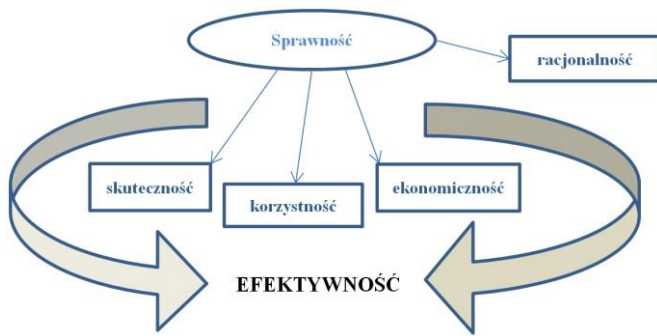 Sprawność
racjonalność
skuteczność
korzystność
ekonomiczność
EFEKTYWNOŚĆ